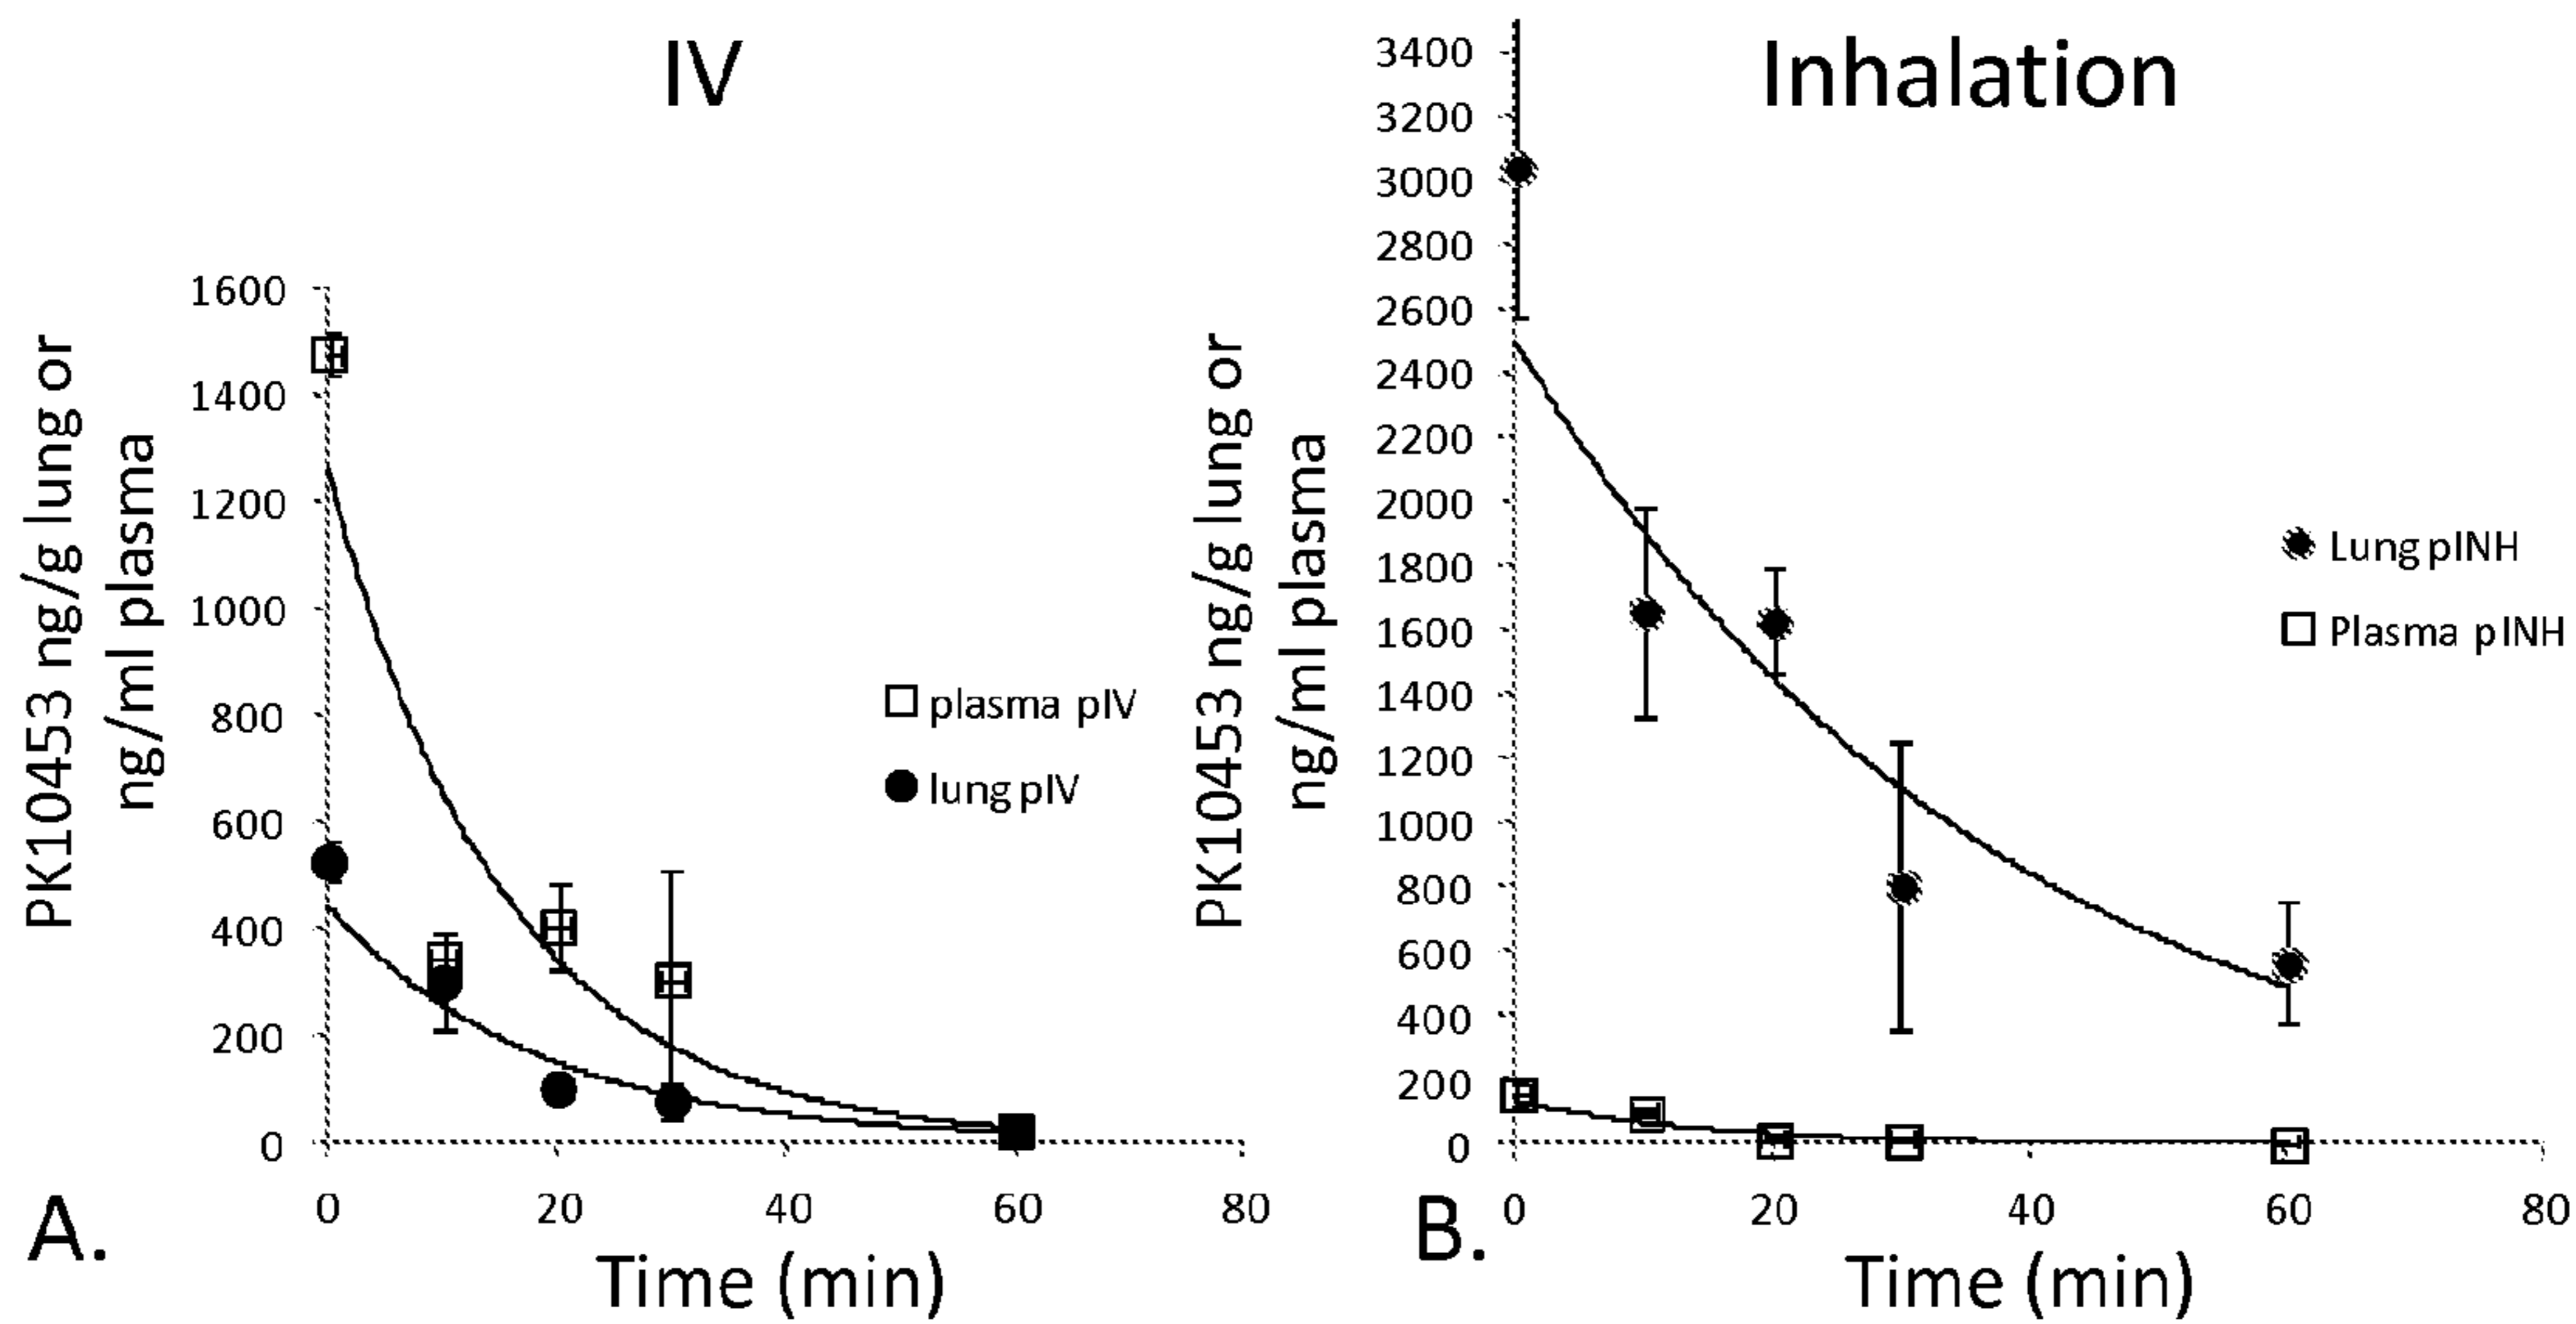 IV
PK10453 ng/g lung or
ng/ml plasma
1600
1400
1200
1000
800
600
400
200
0
0 20 40 60 80
Time (min)
plasma pIV
lung pIV
A.
Inhalation
PK10453 ng/g lung or
ng/ml plasma
3400
3200
3000
2800
2600
2400
2200
2000
1800
1600
1400
1200
1000
800
600
400
200
0
0 20 40 60 80
Time (min)
Lung pINH
Plasma pINH
B.